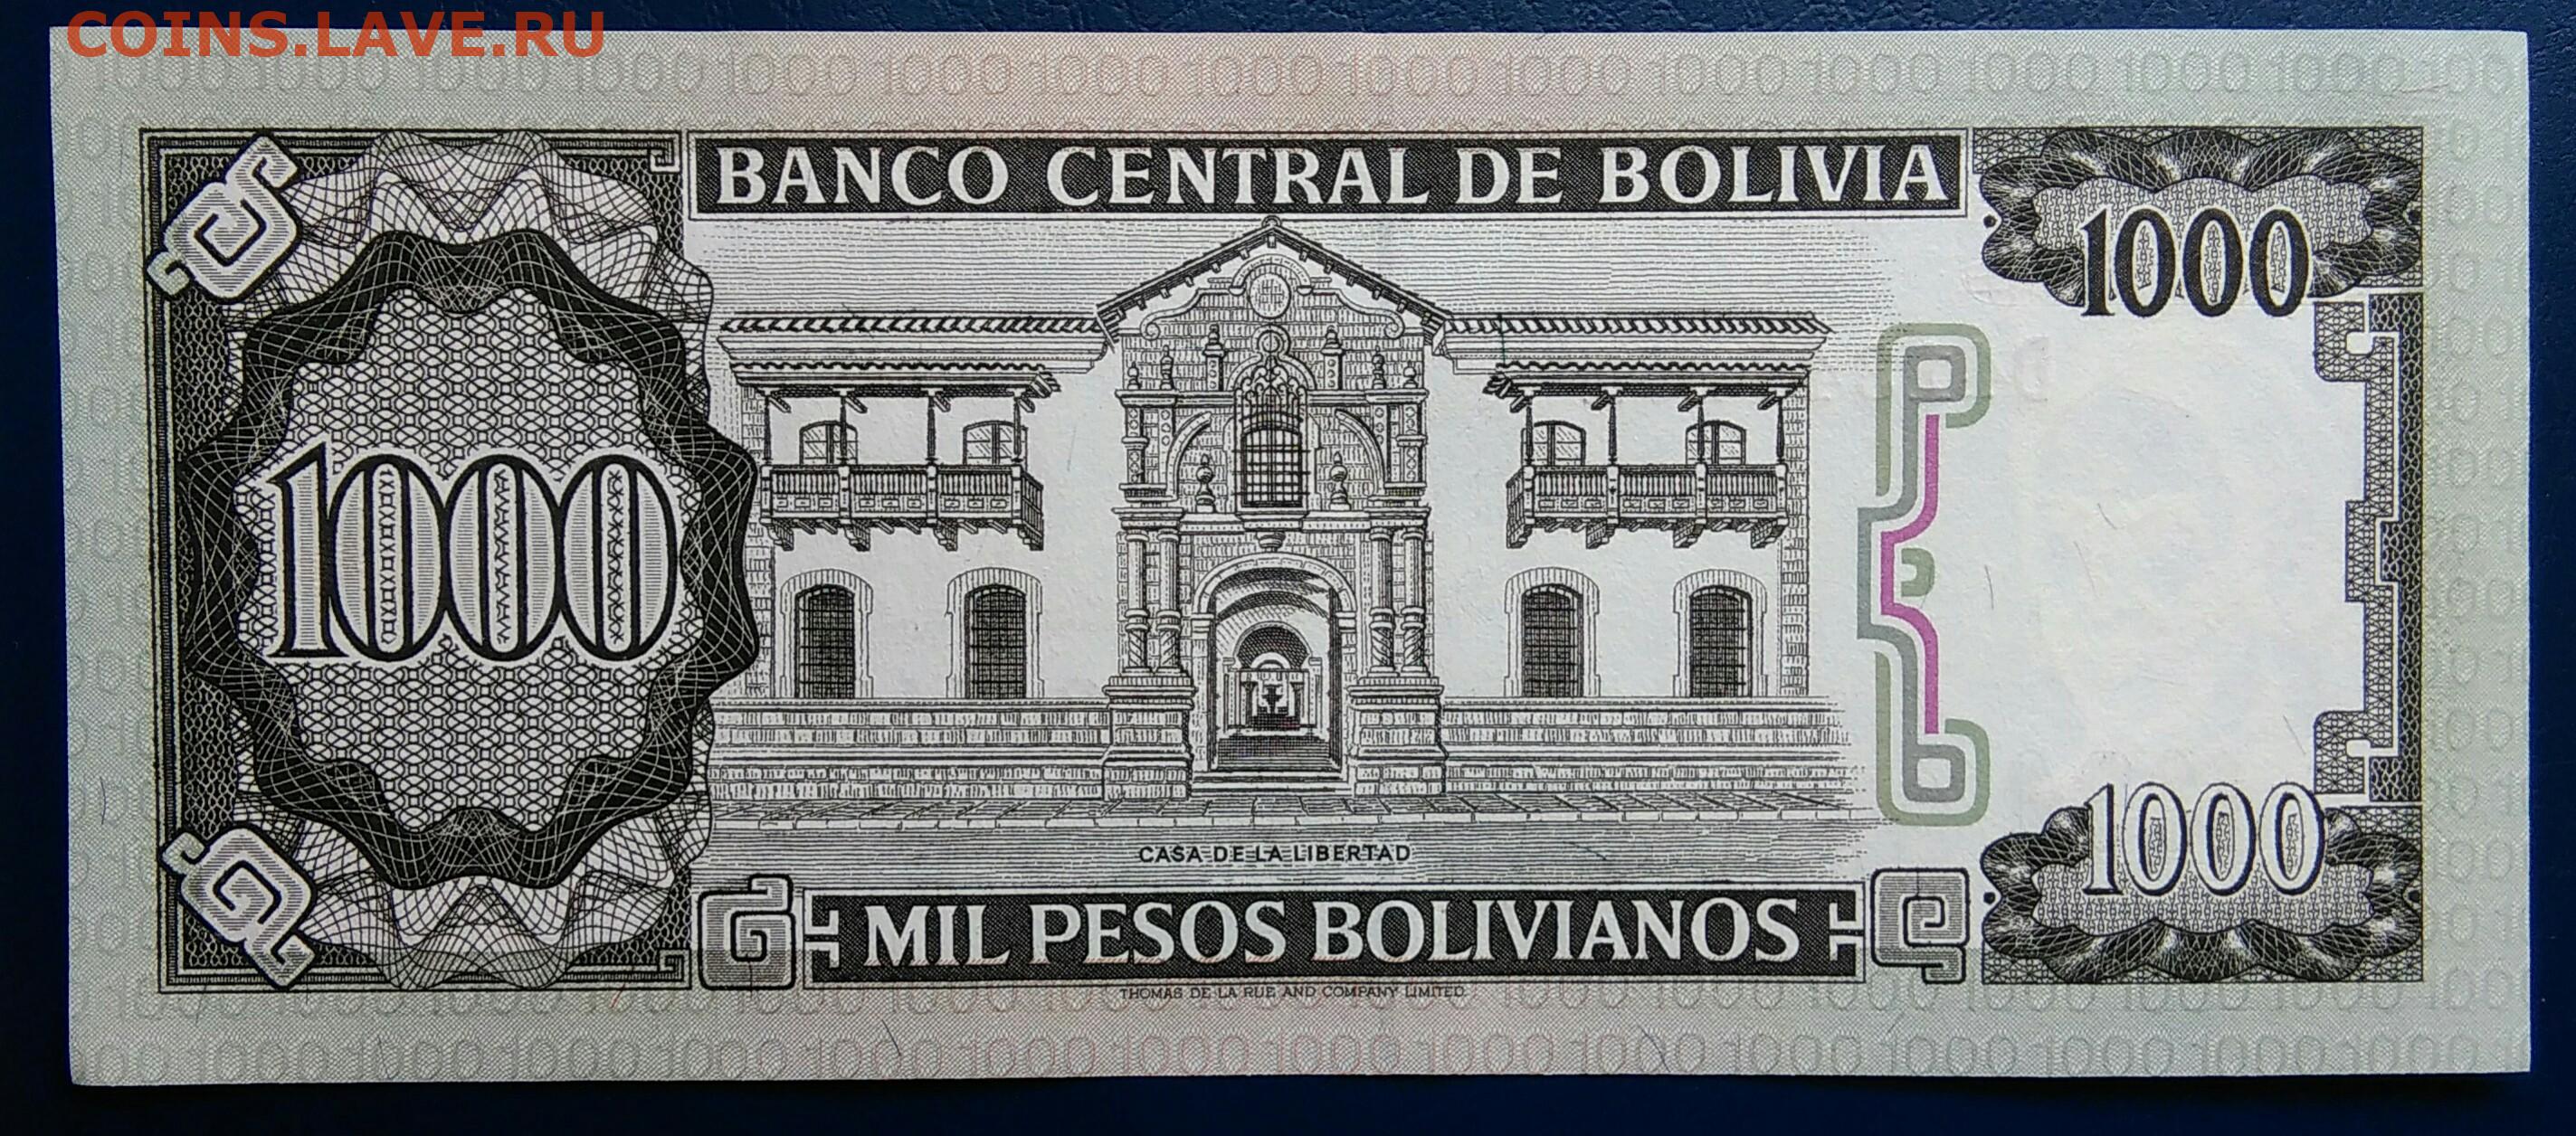 COINS.LAVE.RU
BANCO CENTRAL DE BOLIVIA
1000
1000
CASA DE LA LIBERTAD
1000
MIL PESOS BOLIVIANOS
THOMAS DE LA RUE AND COMPANY LIMITED.